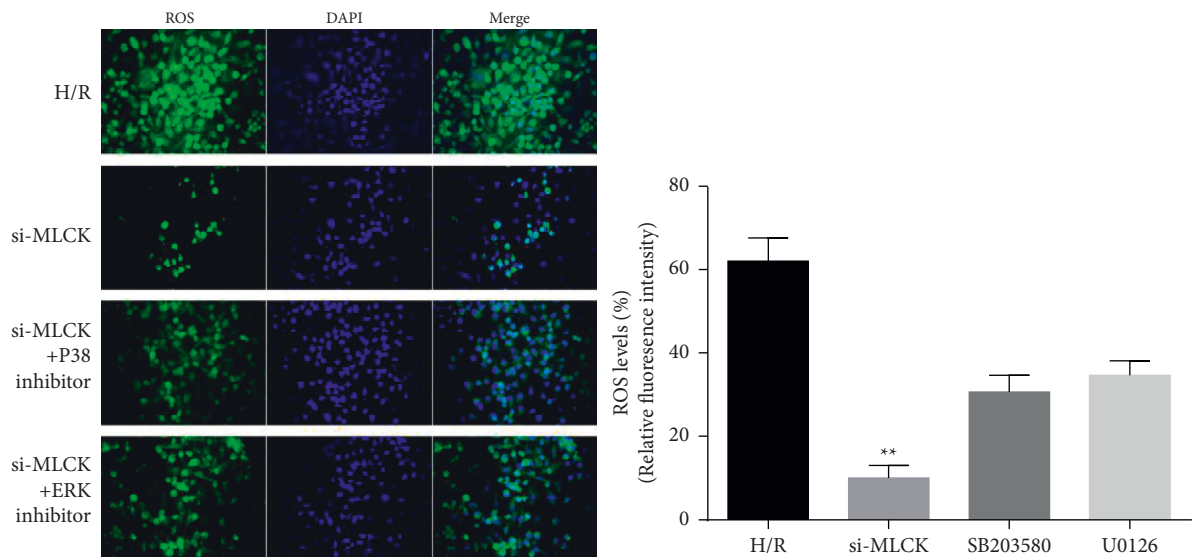 ROS DAPI Merge
H/R
si-MLCK
si-MLCK
+P38
inhibitor
si-MLCK
+ERK
inhibitor
ROS levels (%)
(Relative fluoresence intensity)
80
60
40
20
0
**
H/R si-MLCK SB203580 U0126